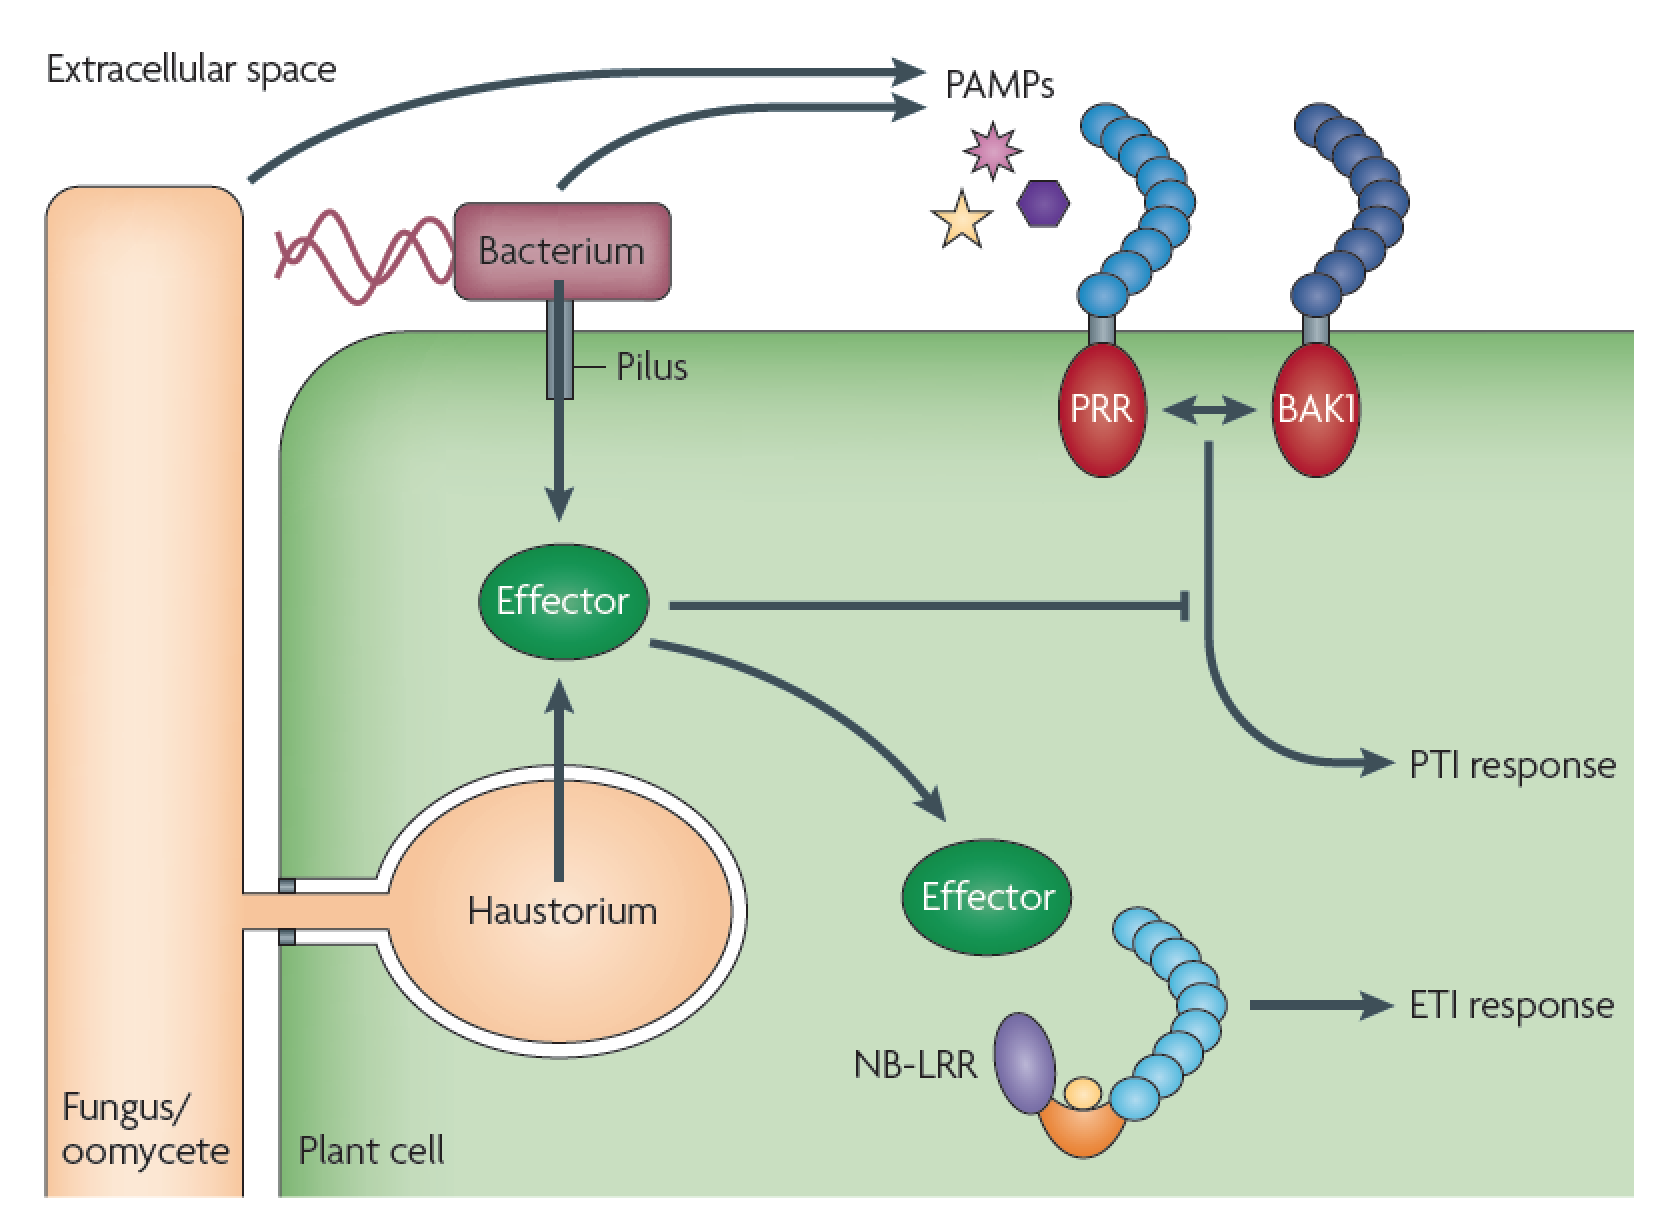 Extracellular space
PAMPs
Bacterium
Pilus
PRR
BAK1
Effector
PTI response
Effector
Haustorium
ETI response
NB-LRR
Fungus/
oomycete
Plant cell